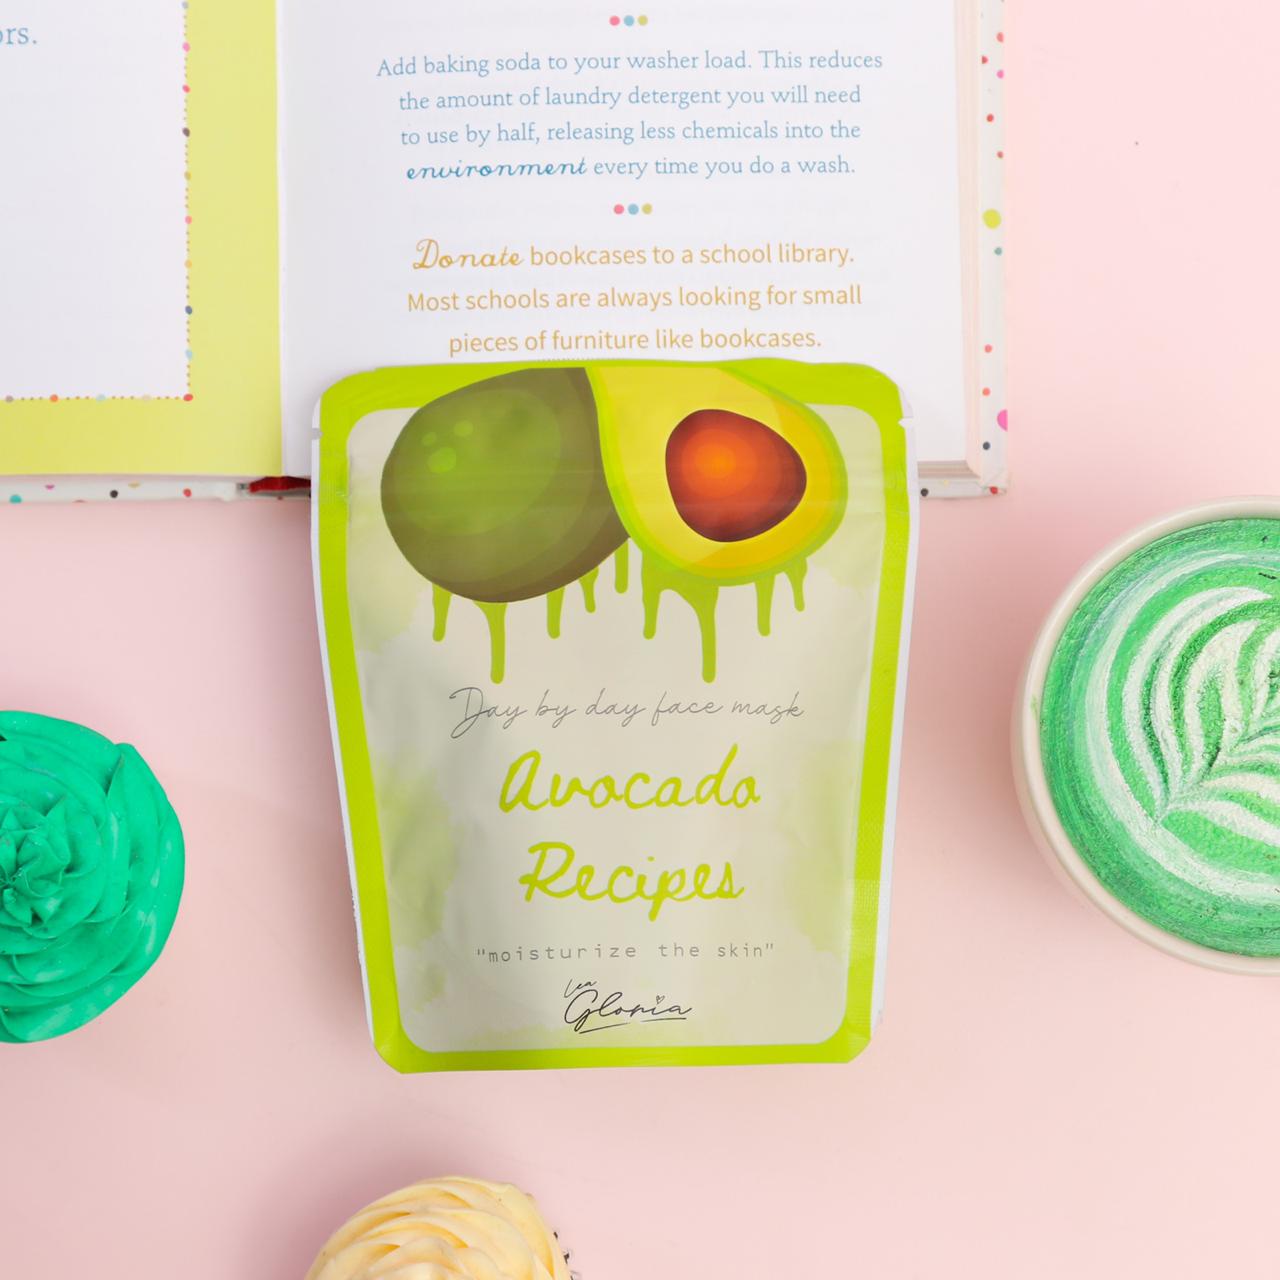 ors.
Add baking soda to your washer load. This reduces
the amount of laundry detergent you will need
to use by half, releasing less chemicals into the
environment every time you do a wash.
Donate bookcases to a school library.
Most schools are always looking for small
pieces of furniture like bookcases.
Day by day face mask
Avocado
Recipes
"moisturize the skin"
Lea
Gloria